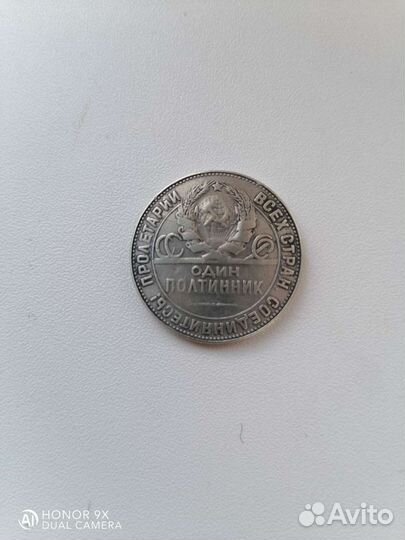 ПРОЛЕТАРИИ ВСЕХ СТРАН СОЕДИНЯЙТЕСЬ!
ОДИН
ПОЛТИННИК
HONOR 9X
DUAL CAMERA
Avito